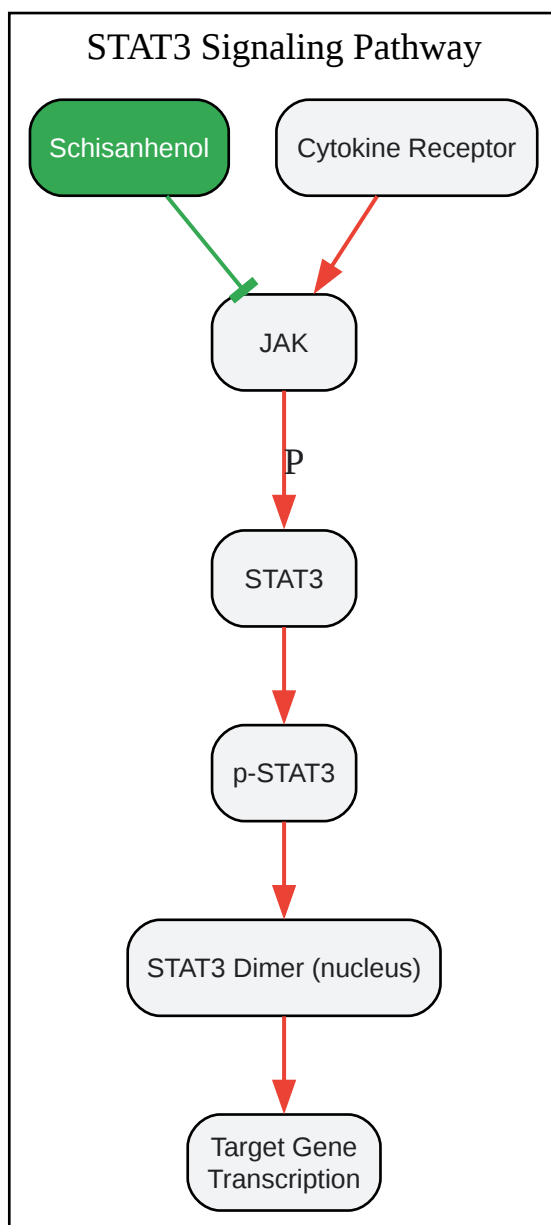 STAT3 Signaling Pathway
Schisanhenol
Cytokine Receptor
JAK
P
STAT3
p-STAT3
STAT3 Dimer (nucleus)
Target Gene
Transcription